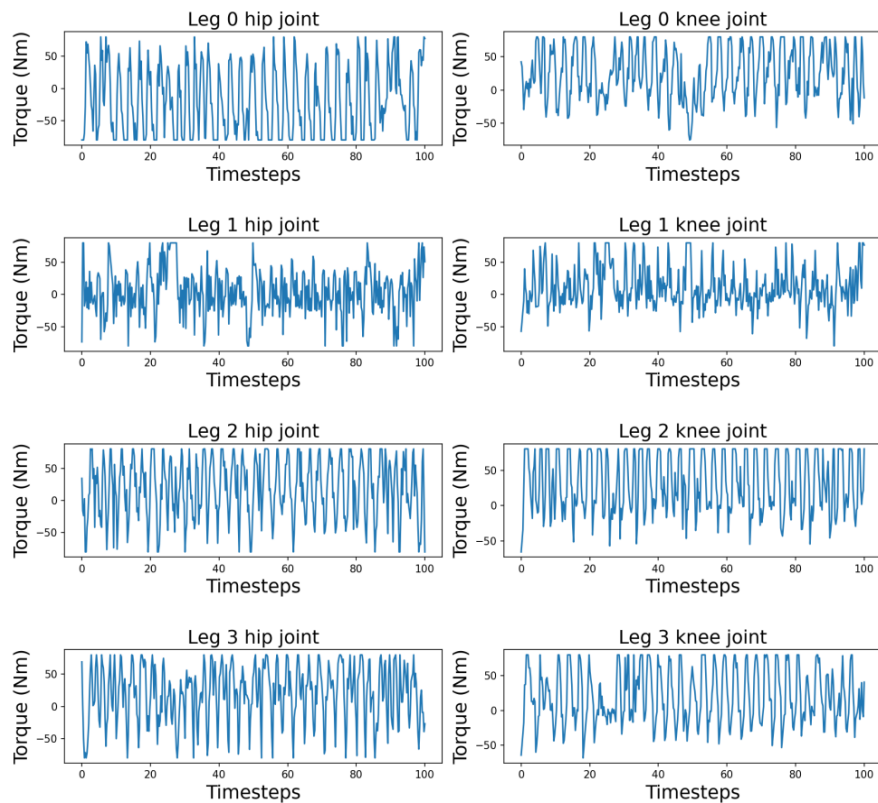 Leg 0 hip joint
Torque (Nm)
50
0
−50
0 20 40 60 80 100
Timesteps
Leg 0 knee joint
Torque (Nm)
50
0
−50
0 20 40 60 80 100
Timesteps
Leg 1 hip joint
Torque (Nm)
50
0
−50
0 20 40 60 80 100
Timesteps
Leg 1 knee joint
Torque (Nm)
50
0
−50
0 20 40 60 80 100
Timesteps
Leg 2 hip joint
Torque (Nm)
50
0
−50
0 20 40 60 80 100
Timesteps
Leg 2 knee joint
Torque (Nm)
50
0
−50
0 20 40 60 80 100
Timesteps
Leg 3 hip joint
Torque (Nm)
50
0
−50
0 20 40 60 80 100
Timesteps
Leg 3 knee joint
Torque (Nm)
50
0
−50
0 20 40 60 80 100
Timesteps